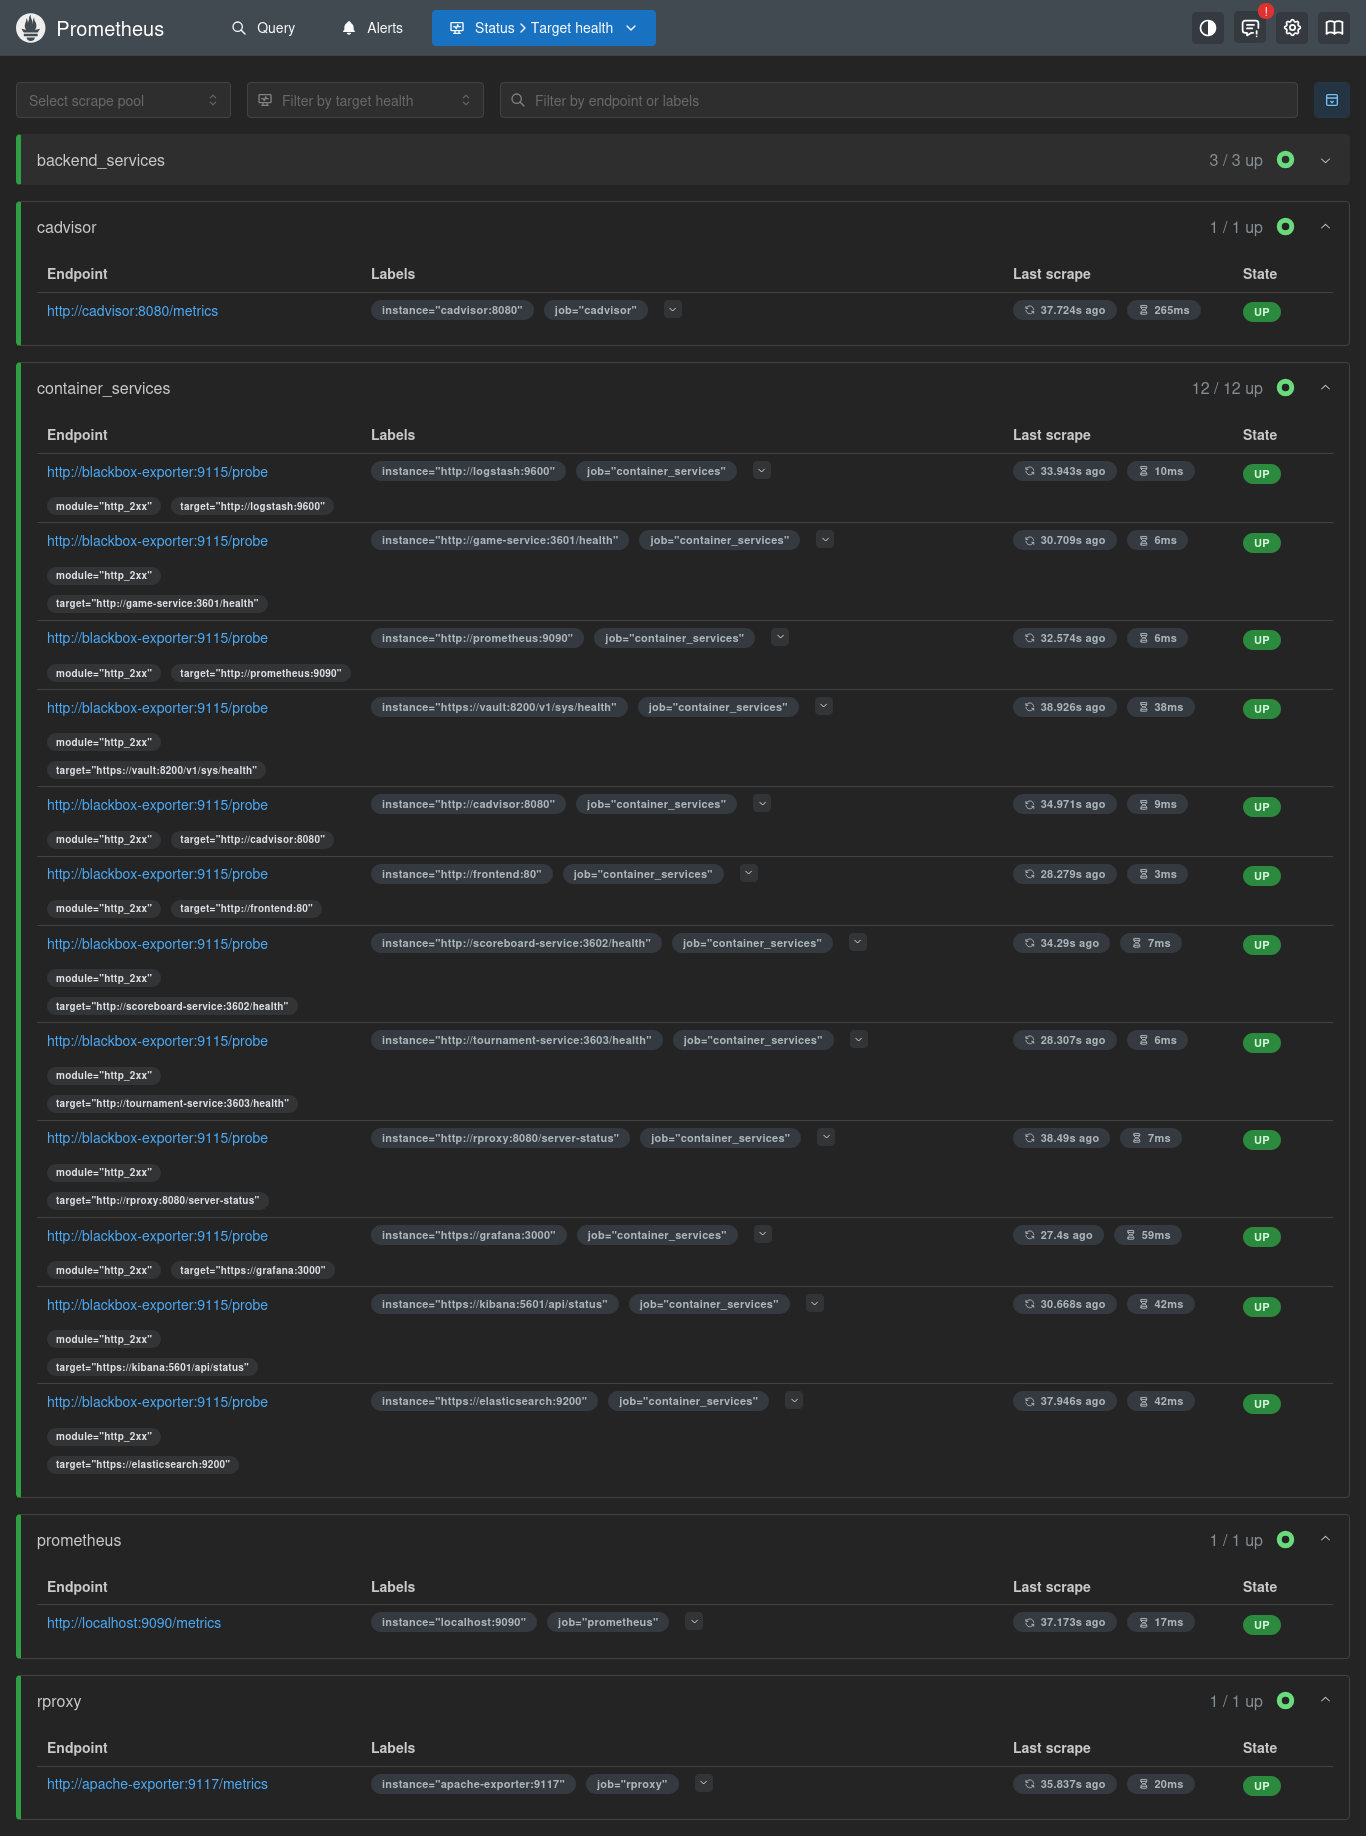 Prometheus Query Alerts Status > Target health !
Select scrape pool Filter by target health Filter by endpoint or labels
backend_services 3 / 3 up
cadvisor 1 / 1 up
Endpoint Labels Last scrape State
http://cadvisor:8080/metrics instance="cadvisor:8080" job="cadvisor" 37.724s ago 265ms UP
container_services 12 / 12 up
Endpoint Labels Last scrape State
http://blackbox-exporter:9115/probe instance="http://logstash:9600" job="container_services" 33.943s ago 10ms UP
module="http_2xx" target="http://logstash:9600"
http://blackbox-exporter:9115/probe instance="http://game-service:3601/health" job="container_services" 30.709s ago 6ms UP
module="http_2xx"
target="http://game-service:3601/health"
http://blackbox-exporter:9115/probe instance="http://prometheus:9090" job="container_services" 32.574s ago 6ms UP
module="http_2xx" target="http://prometheus:9090"
http://blackbox-exporter:9115/probe instance="https://vault:8200/v1/sys/health" job="container_services" 38.926s ago 38ms UP
module="http_2xx"
target="https://vault:8200/v1/sys/health"
http://blackbox-exporter:9115/probe instance="http://cadvisor:8080" job="container_services" 34.971s ago 9ms UP
module="http_2xx" target="http://cadvisor:8080"
http://blackbox-exporter:9115/probe instance="http://frontend:80" job="container_services" 28.279s ago 3ms UP
module="http_2xx" target="http://frontend:80"
http://blackbox-exporter:9115/probe instance="http://scoreboard-service:3602/health" job="container_services" 34.29s ago 7ms UP
module="http_2xx"
target="http://scoreboard-service:3602/health"
http://blackbox-exporter:9115/probe instance="http://tournament-service:3603/health" job="container_services" 28.307s ago 6ms UP
module="http_2xx"
target="http://tournament-service:3603/health"
http://blackbox-exporter:9115/probe instance="http://rproxy:8080/server-status" job="container_services" 38.49s ago 7ms UP
module="http_2xx"
target="http://rproxy:8080/server-status"
http://blackbox-exporter:9115/probe instance="https://grafana:3000" job="container_services" 27.4s ago 59ms UP
module="http_2xx" target="https://grafana:3000"
http://blackbox-exporter:9115/probe instance="https://kibana:5601/api/status" job="container_services" 30.668s ago 42ms UP
module="http_2xx"
target="https://kibana:5601/api/status"
http://blackbox-exporter:9115/probe instance="https://elasticsearch:9200" job="container_services" 37.946s ago 42ms UP
module="http_2xx"
target="https://elasticsearch:9200"
prometheus 1 / 1 up
Endpoint Labels Last scrape State
http://localhost:9090/metrics instance="localhost:9090" job="prometheus" 37.173s ago 17ms UP
rproxy 1 / 1 up
Endpoint Labels Last scrape State
http://apache-exporter:9117/metrics instance="apache-exporter:9117" job="rproxy" 35.837s ago 20ms UP